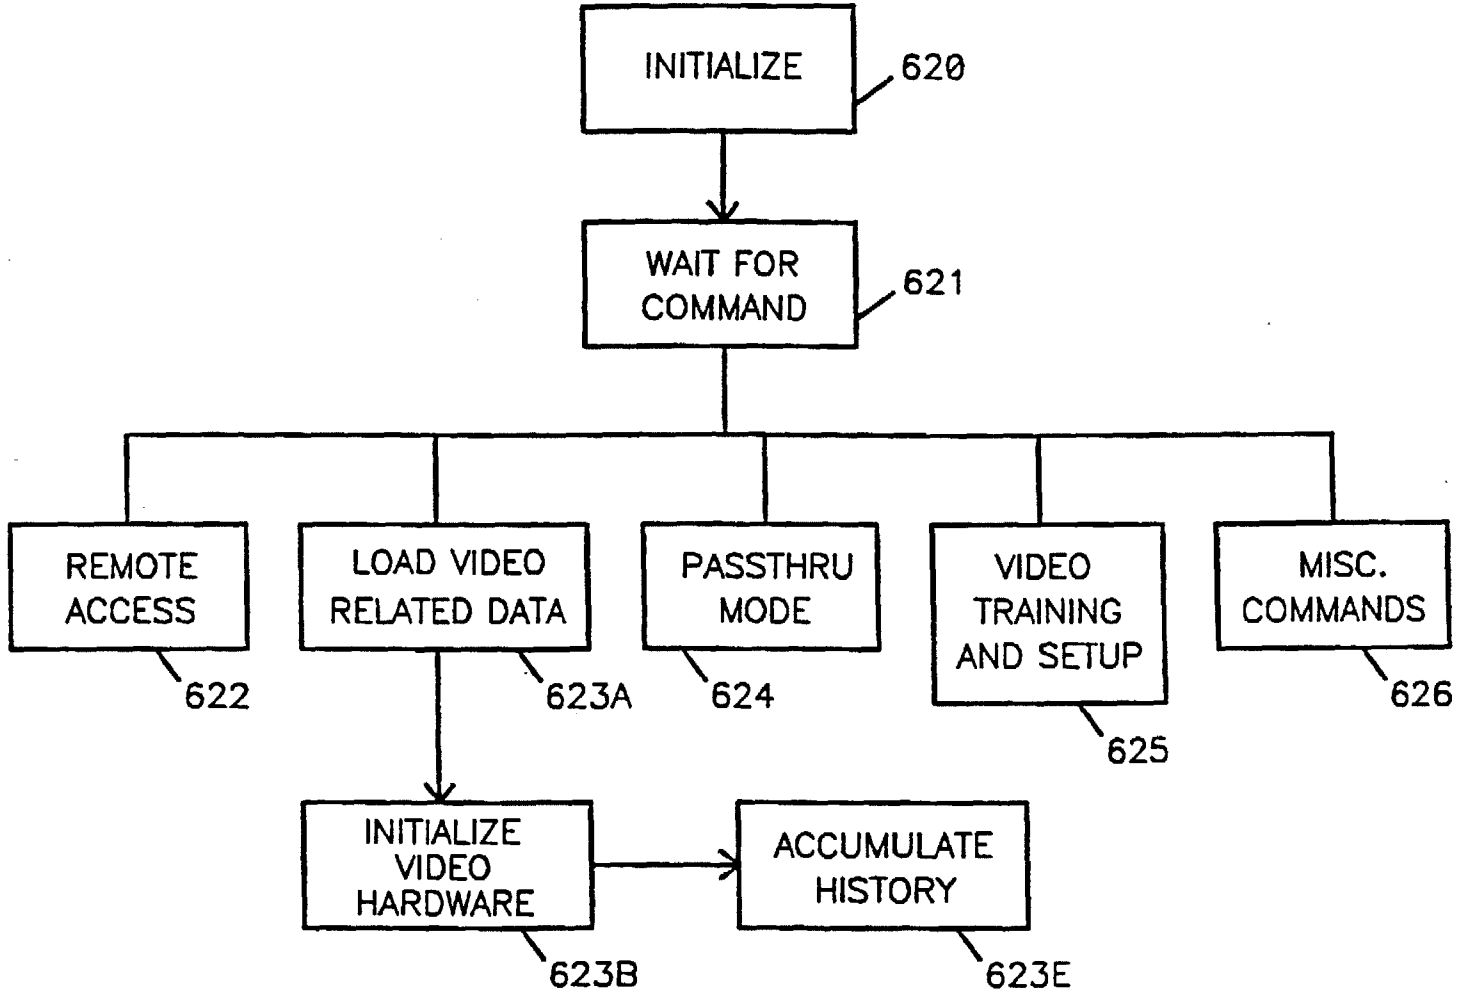 INITIALIZE
620
WAIT FOR
COMMAND
621
REMOTE
ACCESS
622
LOAD VIDEO
RELATED DATA
623A
PASSTHRU
MODE
624
VIDEO
TRAINING
AND SETUP
625
MISC.
COMMANDS
626
INITIALIZE
VIDEO
HARDWARE
623B
ACCUMULATE
HISTORY
623E